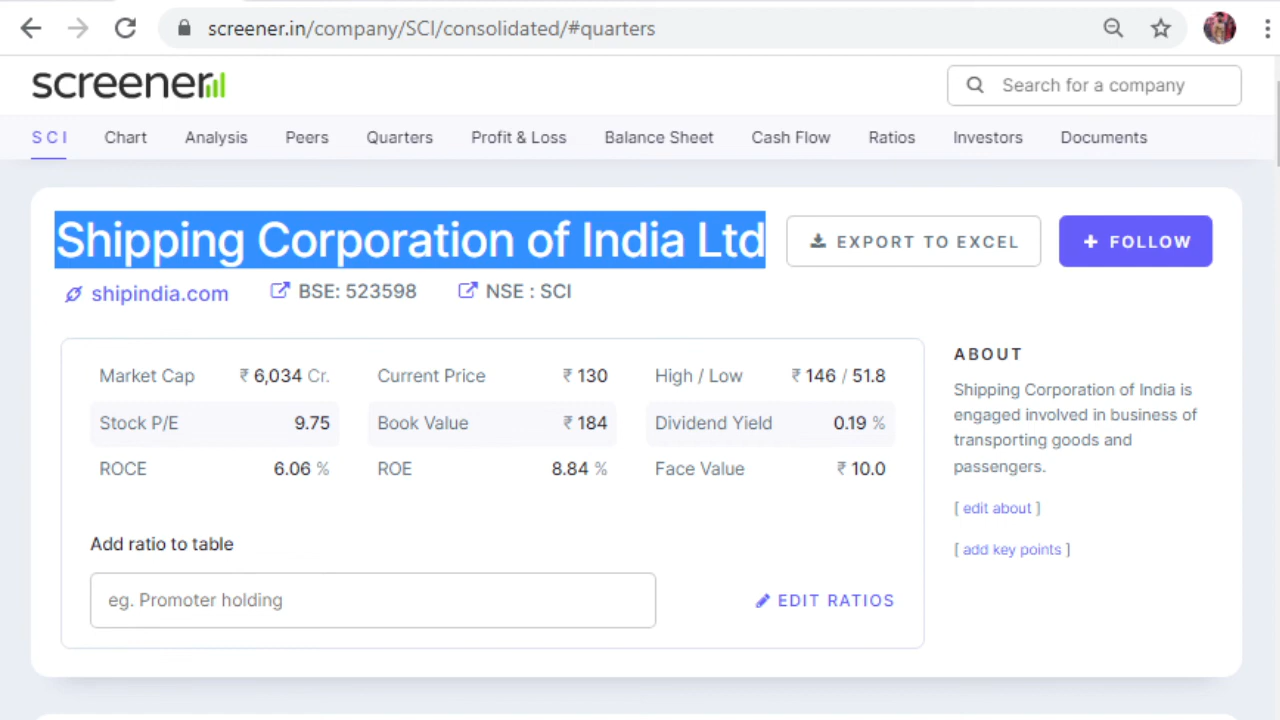 screener.in/company/SCI/consolidated/#quarters
screener
Search for a company
S C I Chart Analysis Peers Quarters Profit & Loss Balance Sheet Cash Flow Ratios Investors Documents
Shipping Corporation of India Ltd
EXPORT TO EXCEL
+ FOLLOW
shipindia.com BSE: 523598 NSE : SCI
Market Cap ₹ 6,034 Cr. Current Price ₹ 130 High / Low ₹ 146 / 51.8
Stock P/E 9.75 Book Value ₹ 184 Dividend Yield 0.19 %
ROCE 6.06 % ROE 8.84 % Face Value ₹ 10.0
Add ratio to table
eg. Promoter holding
EDIT RATIOS
ABOUT
Shipping Corporation of India is
engaged involved in business of
transporting goods and
passengers.
[ edit about ]
[ add key points ]